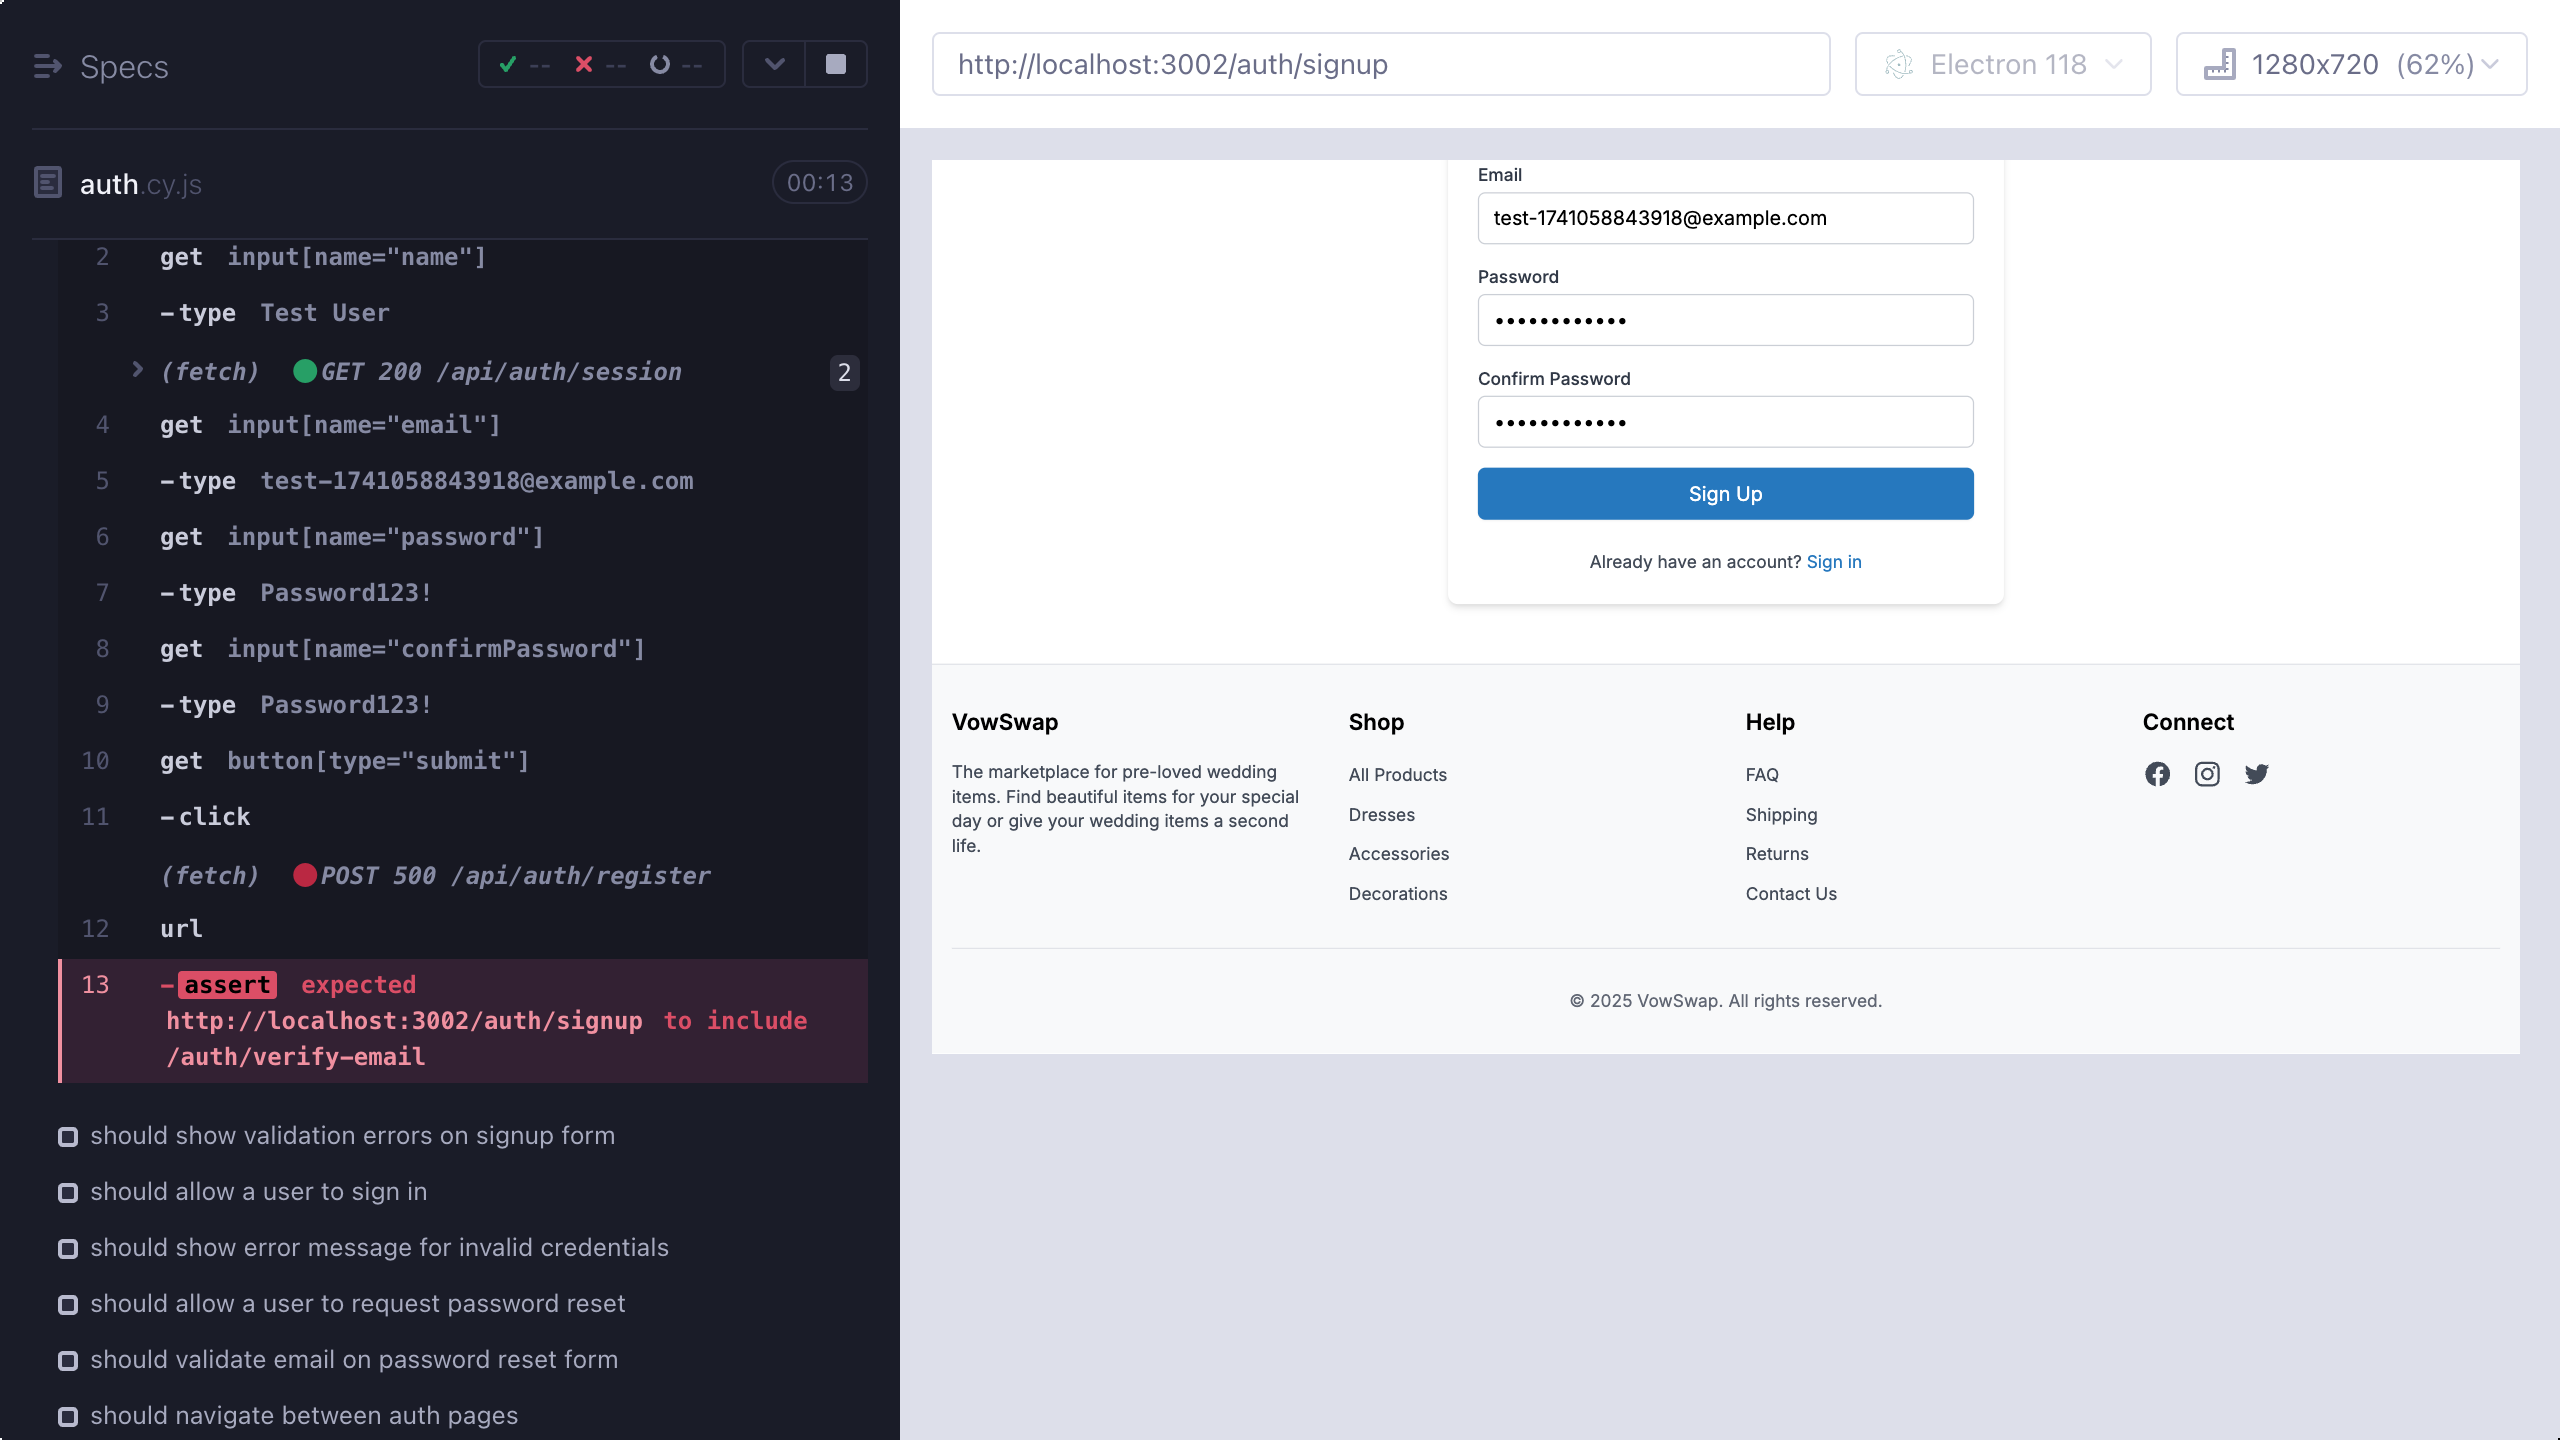 Specs
-- -- --
auth.cy.js
00:13
2 get input[name="name"]
3 -type Test User
(fetch) GET 200 /api/auth/session 2
4 get input[name="email"]
5 -type test-1741058843918@example.com
6 get input[name="password"]
7 -type Password123!
8 get input[name="confirmPassword"]
9 -type Password123!
10 get button[type="submit"]
11 -click
(fetch) POST 500 /api/auth/register
12 url
13 -assert expected
http://localhost:3002/auth/signup to include
/auth/verify-email
should show validation errors on signup form
should allow a user to sign in
should show error message for invalid credentials
should allow a user to request password reset
should validate email on password reset form
should navigate between auth pages
http://localhost:3002/auth/signup
Electron 118
1280x720 (62%)
Email
test-1741058843918@example.com
Password
••••••••••••
Confirm Password
••••••••••••
Sign Up
Already have an account? Sign in
VowSwap
The marketplace for pre-loved wedding
items. Find beautiful items for your special
day or give your wedding items a second
life.
Shop
All Products
Dresses
Accessories
Decorations
Help
FAQ
Shipping
Returns
Contact Us
Connect
© 2025 VowSwap. All rights reserved.